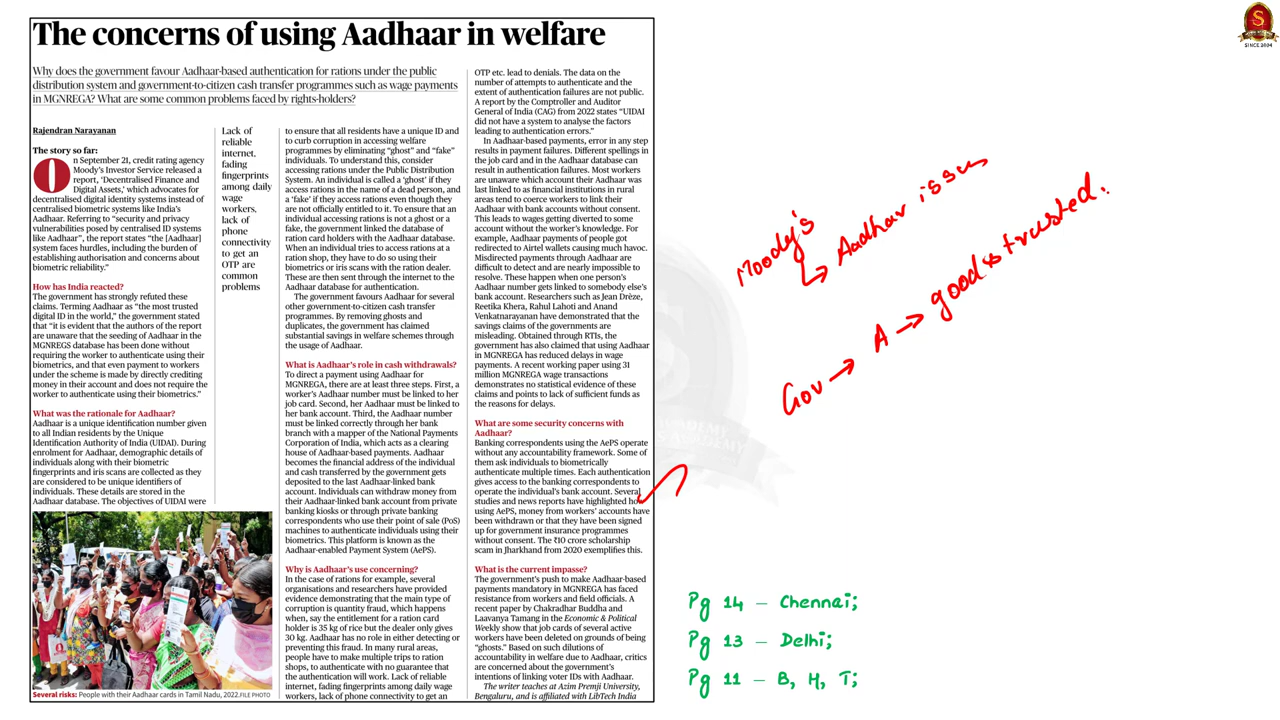 The concerns of using Aadhaar in welfare
Why does the government favour Aadhaar-based authentication for rations under the public
distribution system and government-to-citizen cash transfer programmes such as wage payments
in MGNREGA? What are some common problems faced by rights-holders?
Rajendran Narayanan
The story so far:
On September 21, credit rating agency
Moody's Investor Service released a
report, 'Decentralised Finance and
Digital Assets,' which advocates for
decentralised digital identity systems instead of
centralised biometric systems like India's
Aadhar. Referring to "security and privacy
vulnerabilities posed by centralised ID systems
like Aadhaar", the report states "the [Aadhar]
system faces hurdles, including the burden of
establishing authorisation and concerns about
biometric reliability."
How has India reacted?
The government has strongly refuted these
claims. Terming Aadhaar as "the most trusted
digital ID in the world," the government stated
that "it is evident that the authors of the report
are unaware that the seeding of Aadhaar in the
MGNREGS database has been done without
requiring the worker to authenticate using their
biometrics, and that even payment to workers
under the scheme is made by directly crediting
money in their account and does not require the
worker to authenticate using their biometrics."
What was the rationale for Aadhaar?
Aadhaar is a unique identification number given
to all Indian residents by the Unique
Identification Authority of India (UIDAI). During
enrolment for Aadhaar, demographic details of
individuals along with their biometric
fingerprints and iris scans are collected as they
are considered to be unique identifiers of
individuals. These details are stored in the
Aadhaar database. The objectives of UIDAI were
Several risks: People with their Aadhaar cards in Tamil Nadu, 2022. FILE PHOTO
Lack of
reliable
internet,
fading
fingerprints
among daily
wage
workers,
lack of
phone
connectivity
to get an
OTP are
common
problems
to ensure that all residents have a unique ID and
to curb corruption in accessing welfare
programmes by eliminating "ghost" and "fake"
individuals. To understand this, consider
accessing rations under the Public Distribution
System. An individual is called a 'ghost' if they
access rations in the name of a dead person, and
a 'fake' if they access rations even though they
are not officially entitled to it. To ensure that an
individual accessing rations is not a ghost or a
fake, the government linked the database of
ration card holders with the Aadhaar database.
When an individual tries to access rations at a
ration shop, they have to do so using their
biometrics or iris scans with the ration dealer.
These are then sent through the internet to the
Aadhaar database for authentication.
The government favours Aadhaar for several
other government-to-citizen cash transfer
programmes. By removing ghosts and
duplicates, the government has claimed
substantial savings in welfare schemes through
the usage of Aadhaar.
What is Aadhaar's role in cash withdrawals?
To direct a payment using Aadhaar for
MGNREGA, there are at least three steps. First, a
worker's Aadhaar number must be linked to her
job card. Second, her Aadhaar must be linked to
her bank account. Third, the Aadhaar number
must be linked correctly through her bank
branch with a mapper of the National Payments
Corporation of India, which acts as a clearing
house of Aadhaar-based payments. Aadhaar
becomes the financial address of the individual
and cash transferred by the government gets
deposited to the last Aadhaar-linked bank
account. Individuals can withdraw money from
their Aadhaar-linked bank account from private
banking kiosks or through private banking
correspondents who use their point of sale (PoS)
machines to authenticate individuals using their
biometrics. This platform is known as the
Aadhaar-enabled Payment System (AePS).
Why is Aadhaar's use concerning?
In the case of rations for example, several
organisations and researchers have provided
evidence demonstrating that the main type of
corruption is quantity fraud, which happens
when, say the entitlement for a ration card
holder is 35 kg of rice but the dealer only gives
30 kg. Aadhaar has no role in either detecting or
preventing this fraud. In many rural areas,
people have to make multiple trips to ration
shops, to authenticate with no guarantee that
the authentication will work. Lack of reliable
internet, fading fingerprints among daily wage
workers, lack of phone connectivity to get an
OTP etc. lead to denials. The data on the
number of attempts to authenticate and the
extent of authentication failures are not public.
A report by the Comptroller and Auditor
General of India (CAG) from 2022 states "UIDAI
did not have a system to analyse the factors
leading to authentication errors."
In Aadhaar-based payments, error in any step
results in payment failures. Different spellings in
the job card and in the Aadhaar database can
result in authentication failures. Most workers
are unaware which account their Aadhaar was
last linked to as financial institutions in rural
areas tend to coerce workers to link their
Aadhar with bank accounts without consent.
This leads to wages getting diverted to some
account without the worker's knowledge. For
example, Aadhaar payments of people got
redirected to Airtel wallets causing much havoc.
Misdirected payments through Aadhaar are
difficult to detect and are nearly impossible to
resolve. These happen when one person's
Aadhaar number gets linked to somebody else's
bank account. Researchers such as Jean Drèze,
Reetika Khera, Rahul Lahoti and Anand
Venkatnarayanan have demonstrated that the
savings claims of the governments are
misleading. Obtained through RTIs, the
government has also claimed that using Aadhaar
in MGNREGA has reduced delays in wage
payments. A recent working paper using 31
million MGNREGA wage transactions
demonstrates no statistical evidence of these
claims and points to lack of sufficient funds as
the reasons for delays.
What are some security concerns with
Aadhaar?
Banking correspondents using the AePS operate
without any accountability framework. Some of
them ask individuals to biometrically
authenticate multiple times. Each authentication
gives access to the banking correspondents to
operate the individual's bank account. Several
studies and news reports have highlighted how
using AePS, money from workers' accounts have
been withdrawn or that they have been signed
up for government insurance programmes
without consent. The ₹10 crore scholarship
scam in Jharkhand from 2020 exemplifies this.
What is the current impasse?
The government's push to make Aadhaar-based
payments mandatory in MGNREGA has faced
resistance from workers and field officials. A
recent paper by Chakradhar Buddha and
Laavanya Tamang in the Economic & Political
Weekly show that job cards of several active
workers have been deleted on grounds of being
"ghosts." Based on such dilutions of
accountability in welfare due to Aadhaar, critics
are concerned about the government's
intentions of linking voter IDs with Aadhaar.
The writer teaches at Azim Premji University,
Bengaluru, and is affiliated with LibTech India
Moody's
↳ Aadhar issues
Gov → A → good & trusted.
Pg 14 – Chennai;
Pg 13 – Delhi;
Pg 11 – B, H, T;
S
SINCE 2004